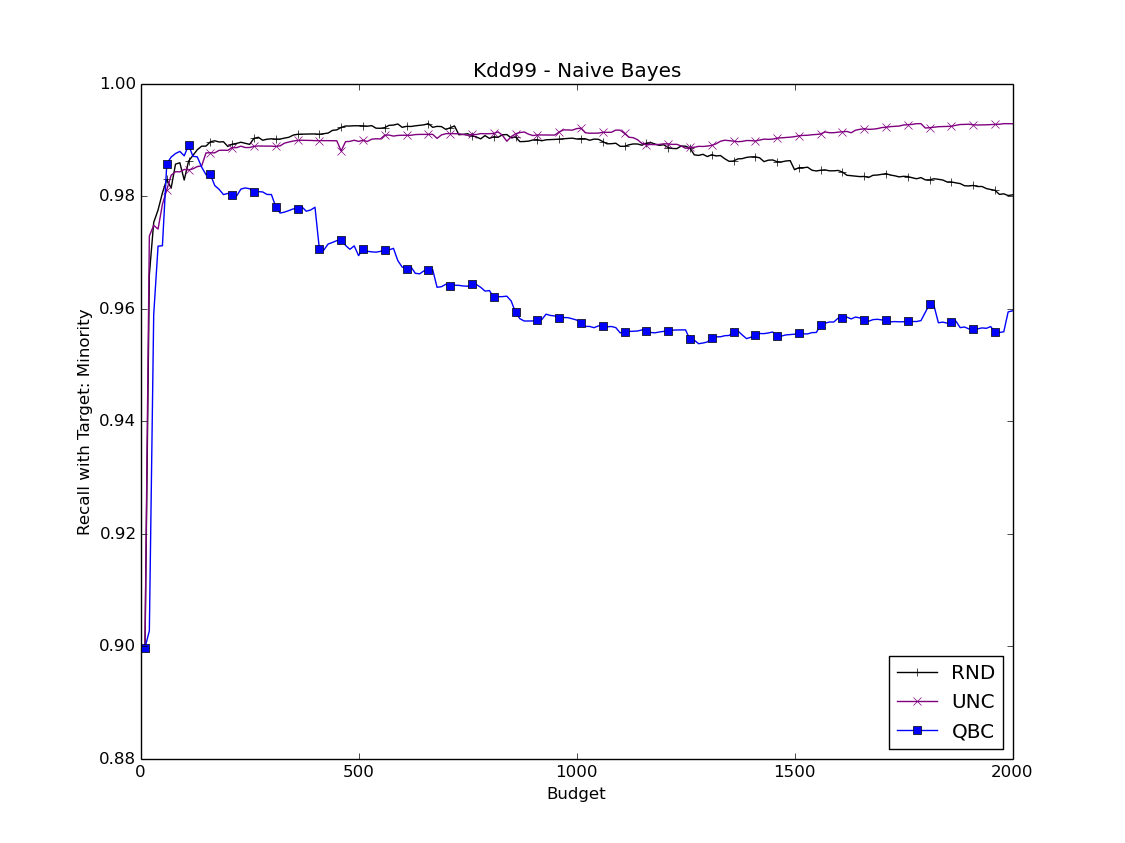 Kdd99 - Naive Bayes
1.00
0.98
0.96
0.94
0.92
0.90
0.88
Recall with Target: Minority
0
500
1000
1500
2000
Budget
RND
UNC
QBC